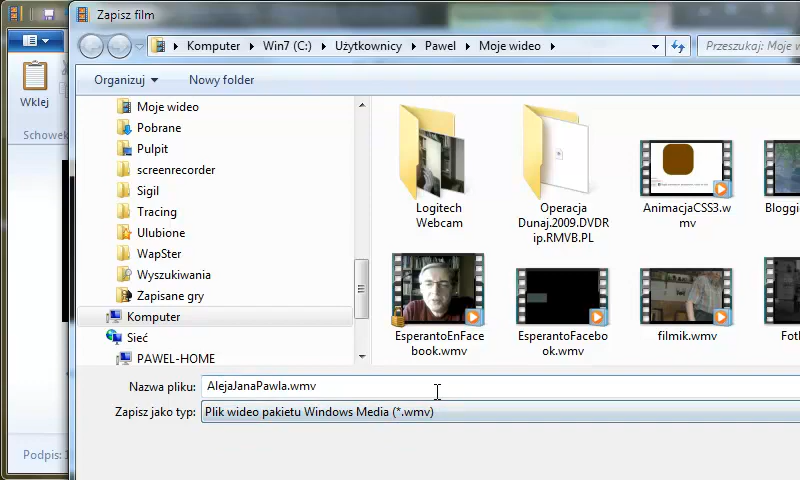 Zapisz film
Komputer
Win7 (C:)
Użytkownicy
Pawel
Moje wideo
Przeszukaj: Moje w
Organizuj
Nowy folder
Wklej
Schowek
Moje wideo
Pobrane
Pulpit
screenrecorder
Sigil
Tracing
Ulubione
WapSter
Wyszukiwania
Zapisane gry
Komputer
Sieć
PAWEL-HOME
Logitech
Webcam
Operacja
Dunaj.2009.DVDR
ip.RMVB.PL
AnimacjaCSS3.w
mv
Bloggi
EsperantoEnFace
book.wmv
EsperantoFacebo
ok.wmv
filmik.wmv
Fotl
Nazwa pliku:
AlejaJanaPawla.wmv
Zapisz jako typ:
Plik wideo pakietu Windows Media (*.wmv)
Podpis: 1